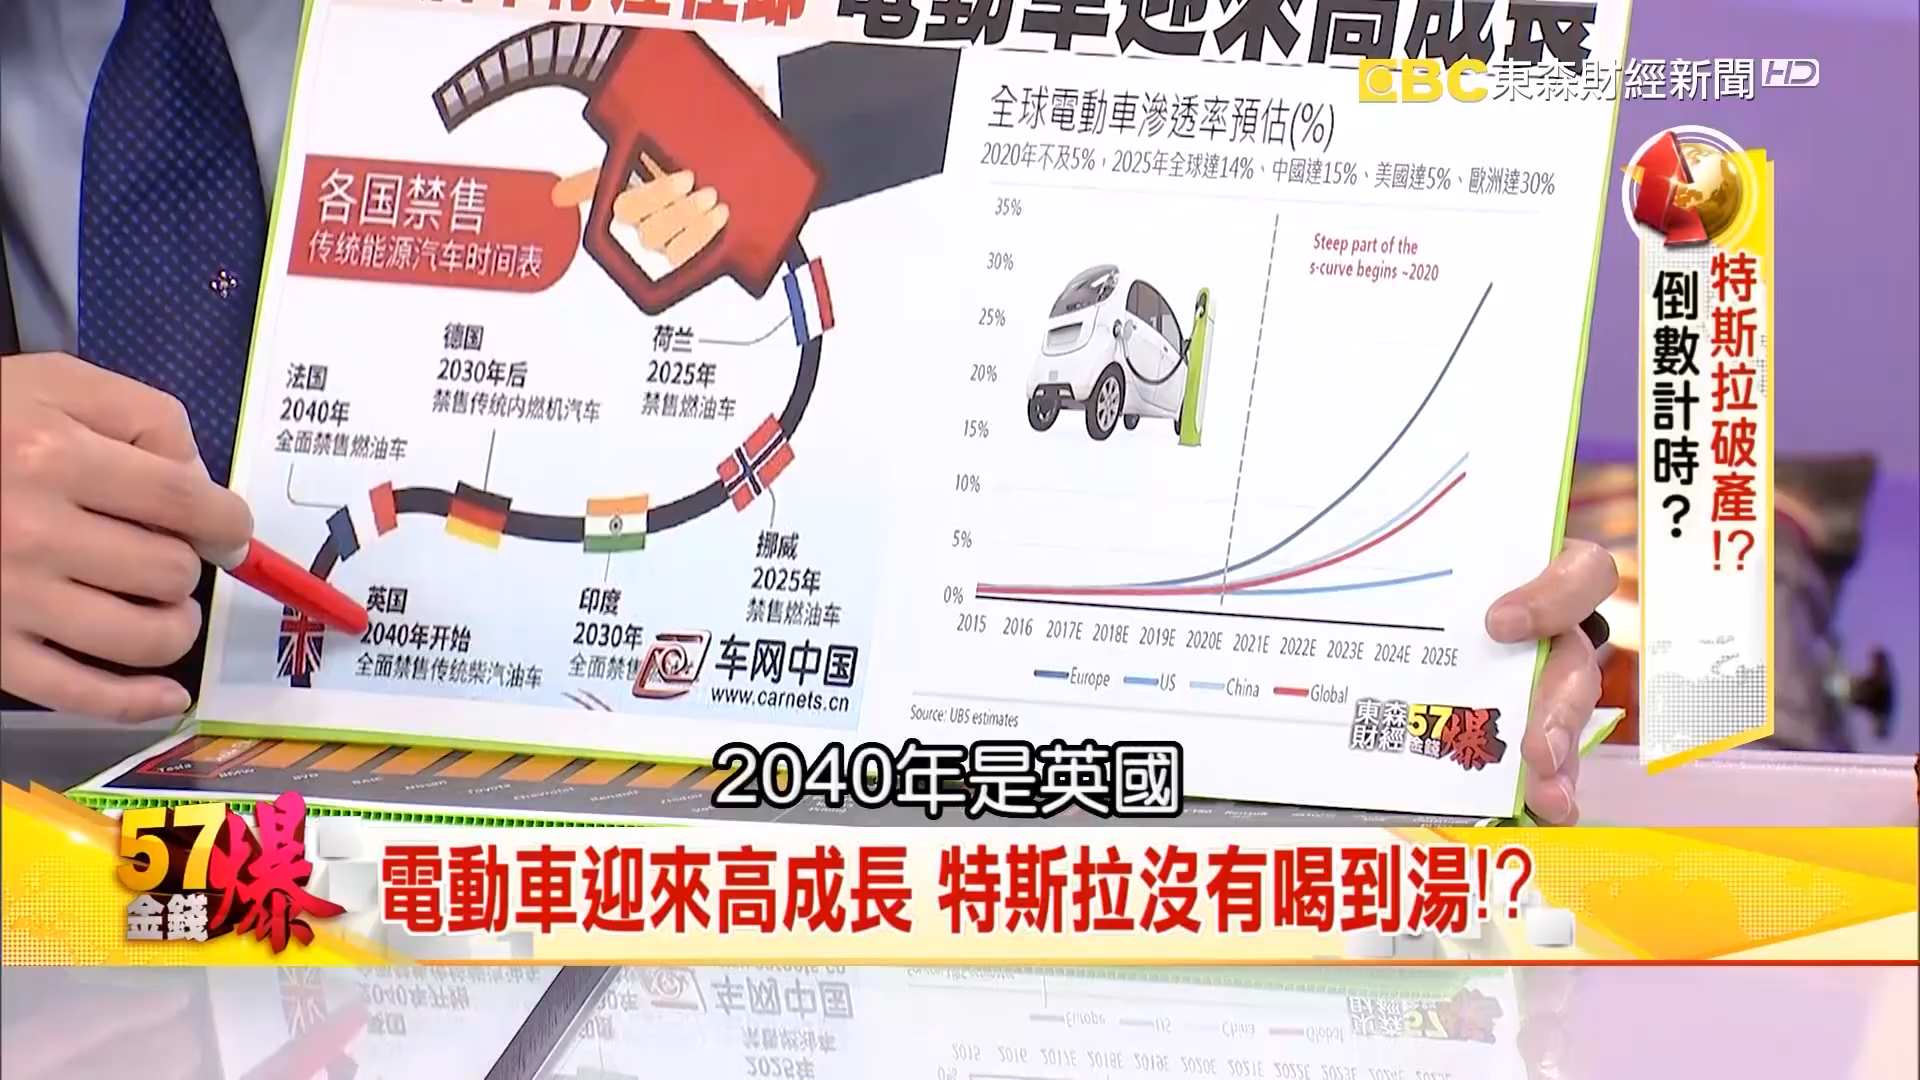 電動車迎來高成長
EBC東森財經新聞HD
各国禁售
传统能源汽车时间表
法国
2040年
全面禁售燃油车
德国
2030年后
禁售传统内燃机汽车
荷兰
2025年
禁售燃油车
英国
2040年开始
全面禁售传统柴汽油车
印度
2030年
全面禁售
挪威
2025年
禁售燃油车
车网中国
www.carnets.cn
全球電動車滲透率預估(%)
2020年不及5%，2025年全球達14%、中國達15%、美國達5%、歐洲達30%
35%
30%
25%
20%
15%
10%
5%
0%
Steep part of the
s-curve begins ~2020
2015 2016 2017E 2018E 2019E 2020E 2021E 2022E 2023E 2024E 2025E
Europe US China Global
Source: UBS estimates
東森
財經
57
金錢
爆
特斯拉破產!?
倒數計時？
Tesla
BMW
BYD
BAIC
Nissan
Toyota
Chevrolet
Renault
2040年是英國
57
金錢
爆
電動車迎來高成長 特斯拉沒有喝到湯!?